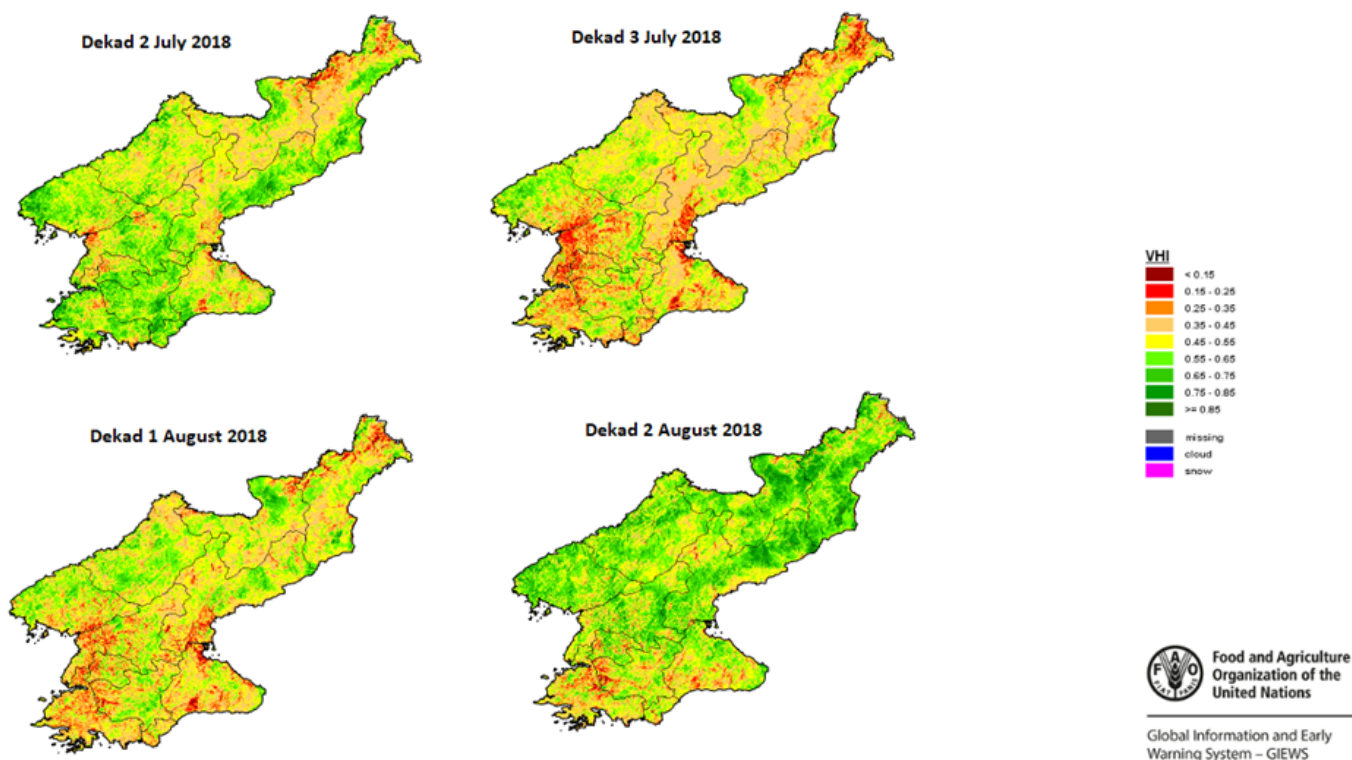 Dekad 2 July 2018
Dekad 3 July 2018
Dekad 1 August 2018
Dekad 2 August 2018
VHI
< 0.15
0.15 - 0.25
0.25 - 0.35
0.35 - 0.45
0.45 - 0.55
0.55 - 0.65
0.65 - 0.75
0.75 - 0.85
>= 0.85
missing
cloud
snow
F A O
FIAT PANIS
Food and Agriculture
Organization of the
United Nations
Global Information and Early
Warning System – GIEWS